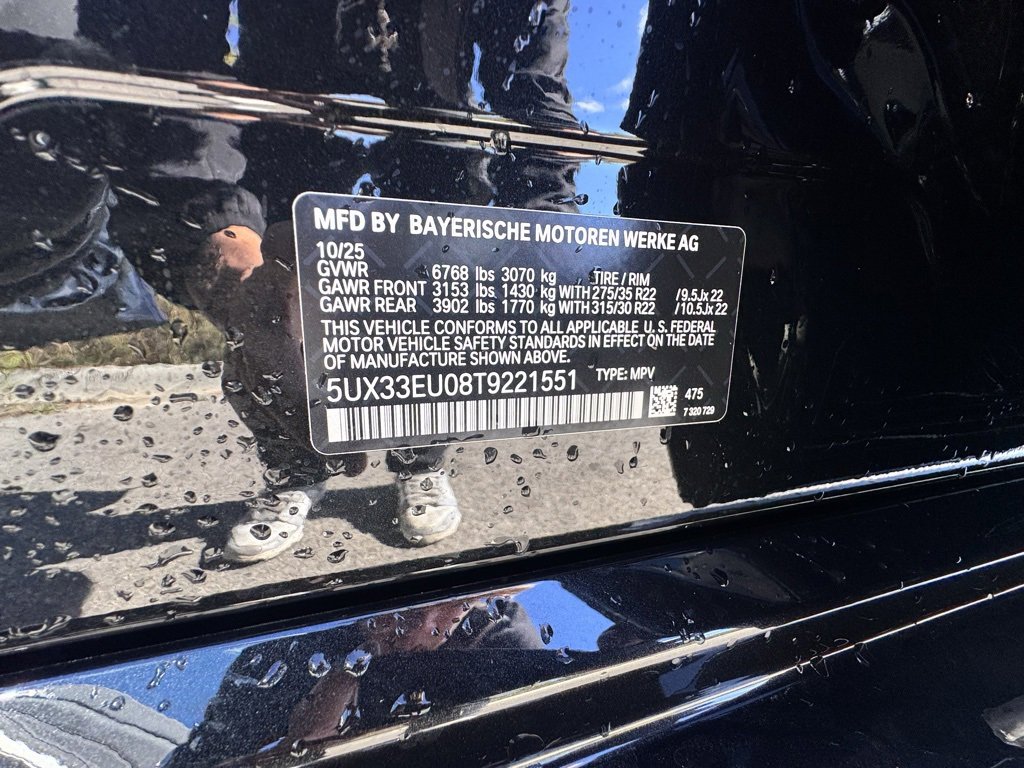 MFD BY BAYERISCHE MOTOREN WERKE AG
10/25
GVWR 6768 lbs 3070 kg TIRE / RIM
GAWR FRONT 3153 lbs 1430 kg WITH 275/35 R22 / 9.5Jx 22
GAWR REAR 3902 lbs 1770 kg WITH 315/30 R22 / 10.5Jx 22
THIS VEHICLE CONFORMS TO ALL APPLICABLE U. S. FEDERAL
MOTOR VEHICLE SAFETY STANDARDS IN EFFECT ON THE DATE
OF MANUFACTURE SHOWN ABOVE.
5UX33EU08T9221551 TYPE: MPV
475
7 320 729